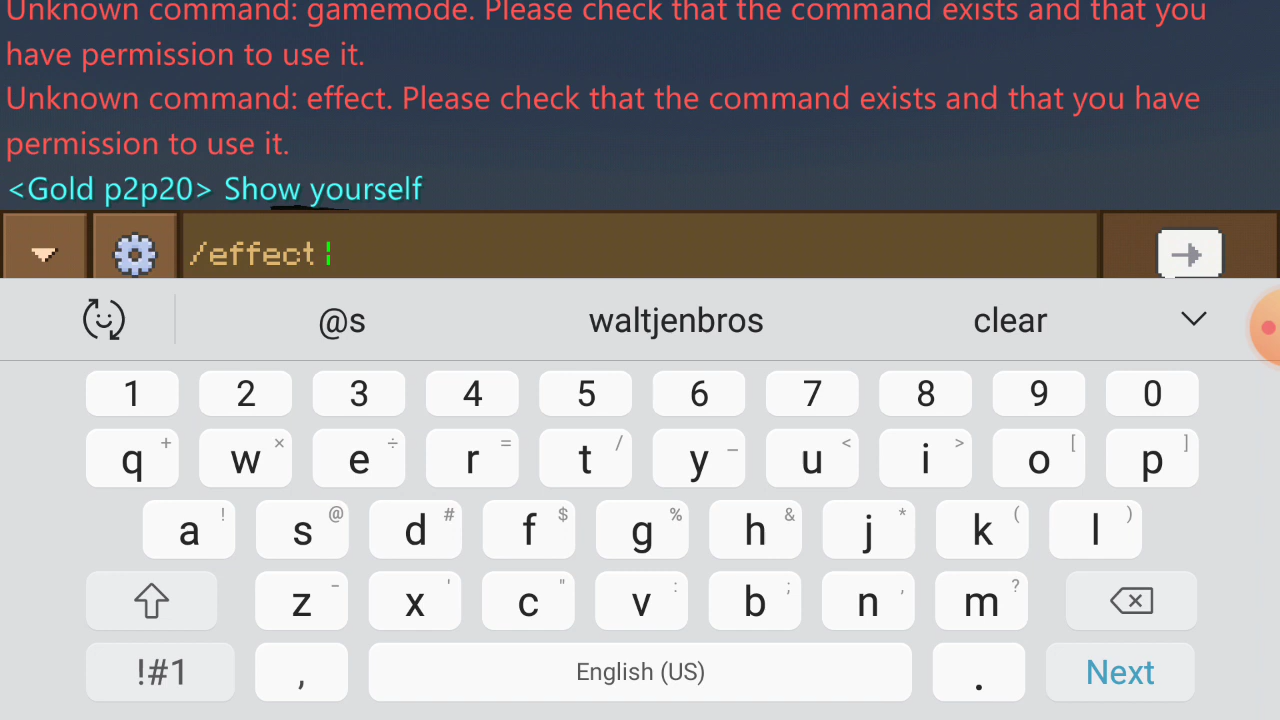 Unknown command: gamemode. Please check that the command exists and that you
have permission to use it.
Unknown command: effect. Please check that the command exists and that you have
permission to use it.
<Gold p2p20> Show yourself
/effect
@s waltjenbros clear
1 2 3 4 5 6 7 8 9 0
q + w × e ÷ r = t / y _ u < i > o [ p ]
a ! s @ d # f $ g % h & j * k ( l )
z - x ' c " v : b ; n , m ?
!#1 , English (US) . Next